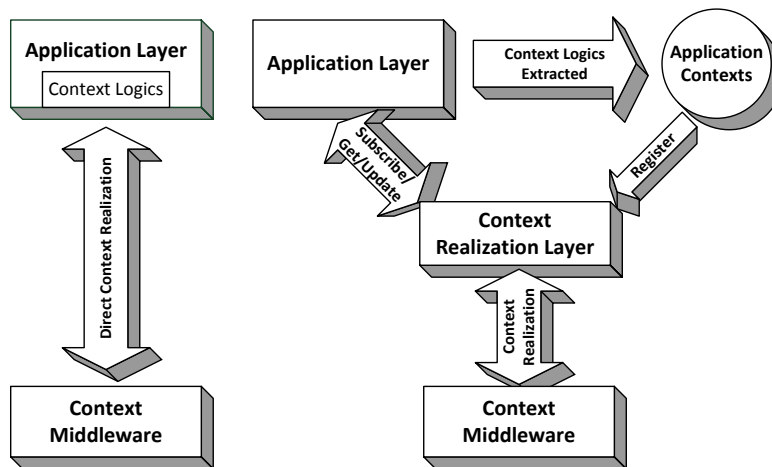 Application Layer
Context Logics
Direct Context Realization
Context
Middleware
Application Layer
Context Logics
Extracted
Application
Contexts
Subscribe/
Get/Update
Register
Context
Realization Layer
Context
Realization
Context
Middleware